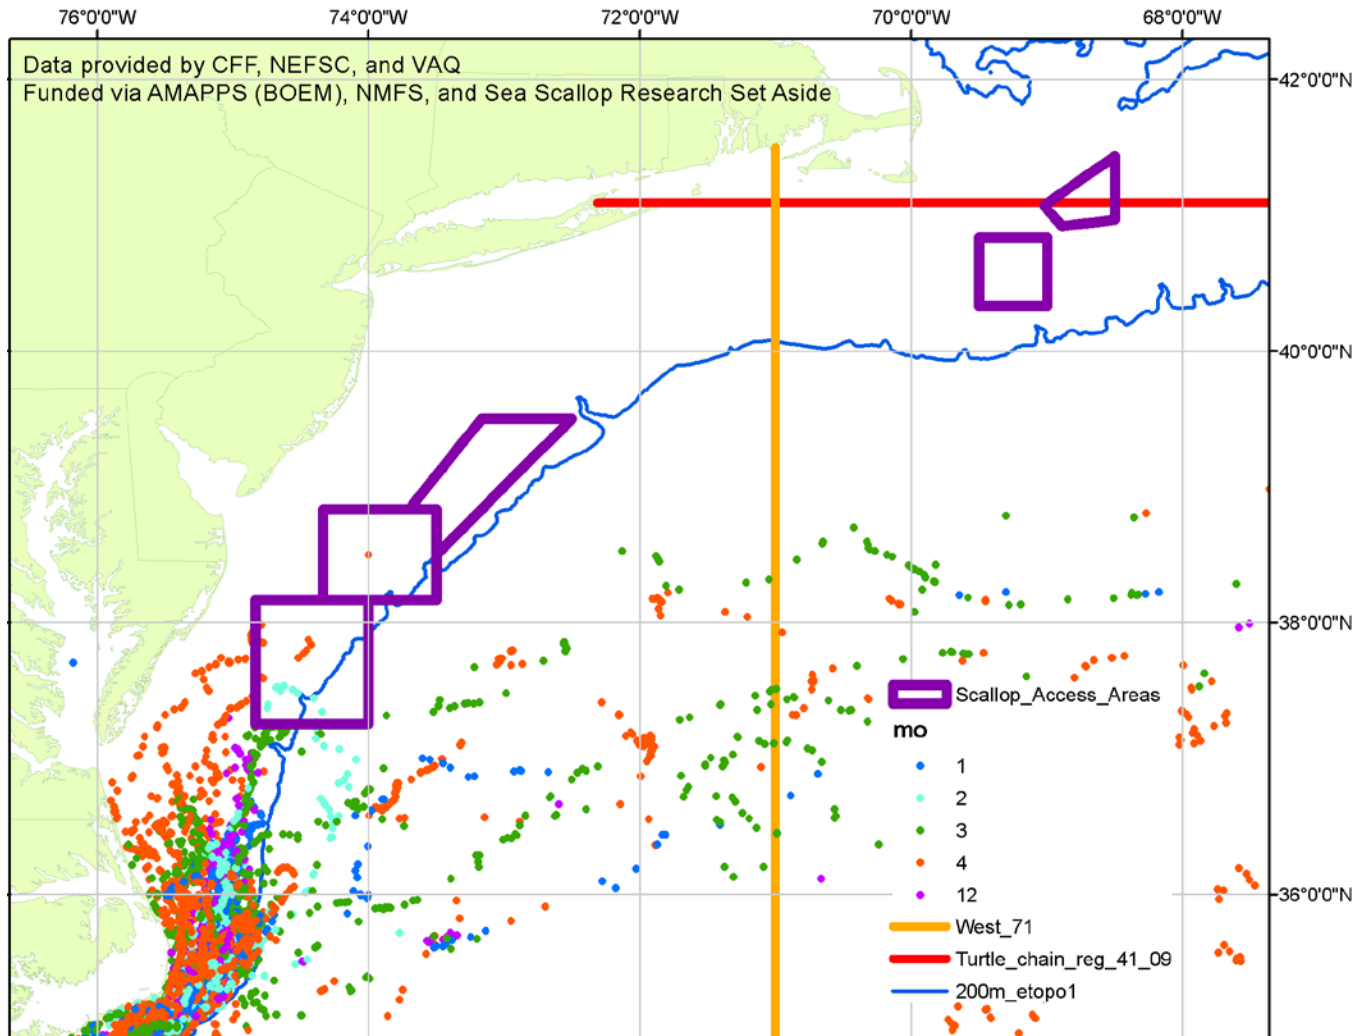 76°0'0"W 74°0'0"W 72°0'0"W 70°0'0"W 68°0'0"W
Data provided by CFF, NEFSC, and VAQ
Funded via AMAPPS (BOEM), NMFS, and Sea Scallop Research Set Aside
42°0'0"N
40°0'0"N
38°0'0"N
Scallop_Access_Areas
mo
1
2
3
4
12
36°0'0"N
West_71
Turtle_chain_reg_41_09
200m_etopo1